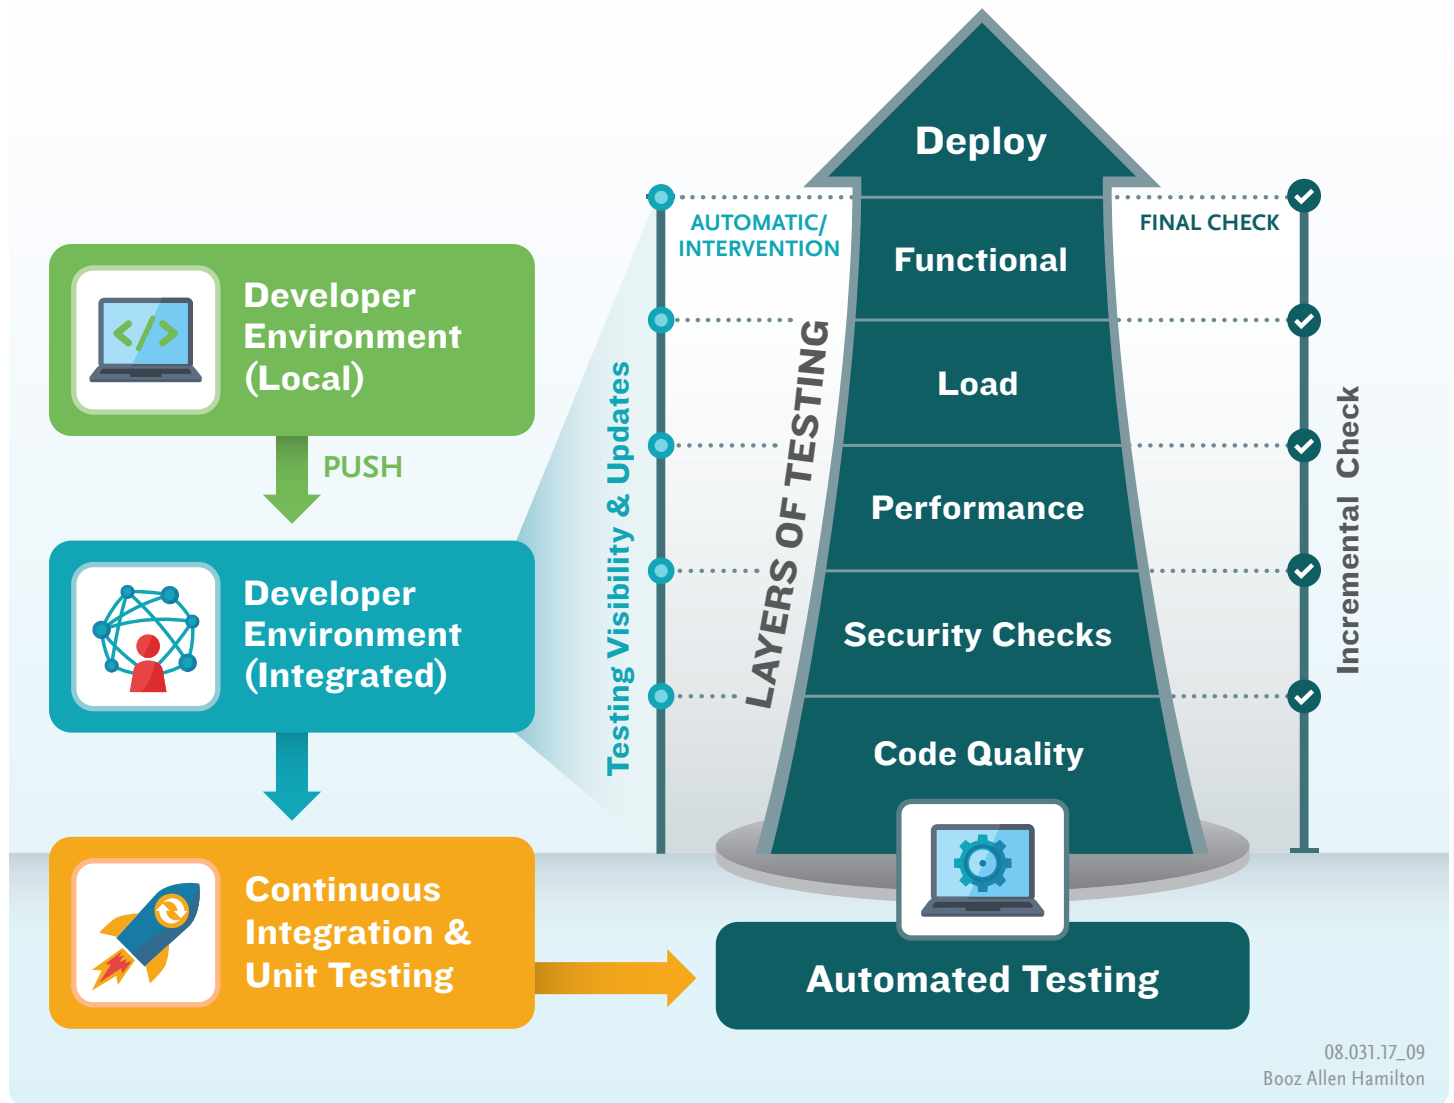 Developer
Environment
(Local)
PUSH
Developer
Environment
(Integrated)
Continuous
Integration &
Unit Testing
Testing Visibility & Updates
AUTOMATIC/
INTERVENTION
LAYERS OF TESTING
Deploy
Functional
Load
Performance
Security Checks
Code Quality
Automated Testing
FINAL CHECK
Incremental Check
08.031.17_09
Booz Allen Hamilton